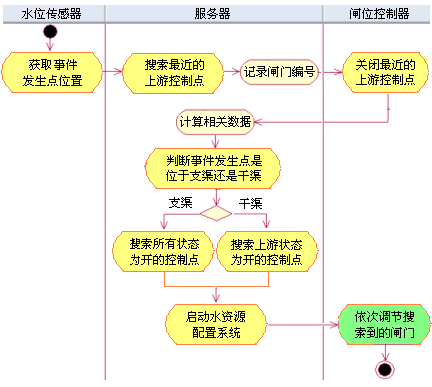 水位传感器
服务器
闸位控制器
获取事件
发生点位置
搜索最近的
上游控制点
记录闸门编号
关闭最近的
上游控制点
计算相关数据
判断事件发生点是
位于支渠还是干渠
支渠
干渠
搜索所有状态
为开的控制点
搜索上游状态
为开的控制点
启动水资源
配置系统
依次调节搜
索到的闸门